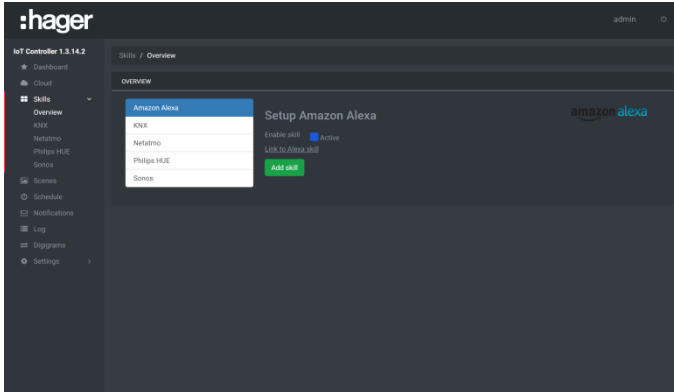 :hager
admin
IoT Controller 1.3.14.2
Dashboard
Cloud
Skills
Overview
KNX
Netatmo
Philips HUE
Sonos
Scenes
Schedule
Notifications
Log
Digigrams
Settings
Skills / Overview
OVERVIEW
Amazon Alexa
KNX
Netatmo
Philips HUE
Sonos
Setup Amazon Alexa
Enable skill Active
Link to Alexa skill
Add skill
amazon alexa